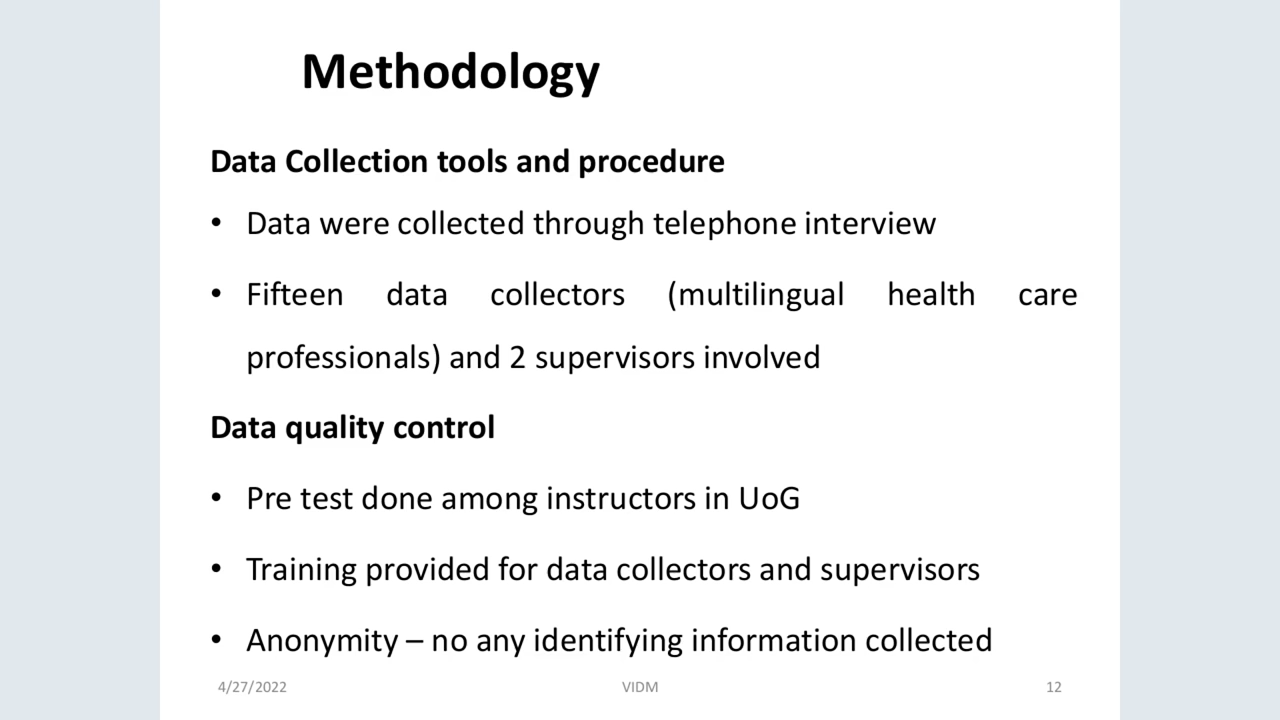 Methodology
Data Collection tools and procedure
• Data were collected through telephone interview
• Fifteen data collectors (multilingual health care
professionals) and 2 supervisors involved
Data quality control
• Pre test done among instructors in UoG
• Training provided for data collectors and supervisors
• Anonymity – no any identifying information collected
4/27/2022 VIDM 12